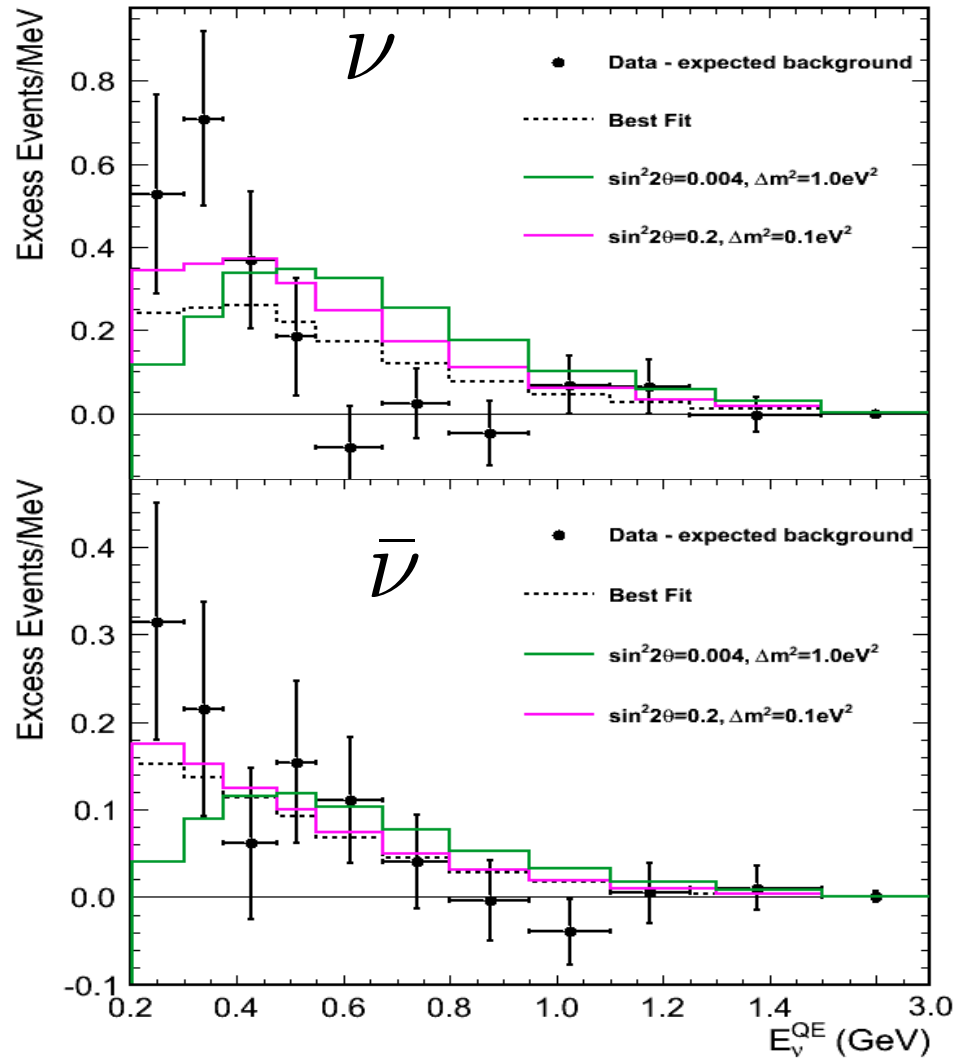 Excess Events/MeV
ν
Data - expected background
Best Fit
sin²2θ=0.004, Δm²=1.0eV²
sin²2θ=0.2, Δm²=0.1eV²
0.8
0.6
0.4
0.2
0.0
Excess Events/MeV
ν̅
Data - expected background
Best Fit
sin²2θ=0.004, Δm²=1.0eV²
sin²2θ=0.2, Δm²=0.1eV²
0.4
0.3
0.2
0.1
0.0
-0.1
0.2 0.4 0.6 0.8 1.0 1.2 1.4 3.0
E_ν^QE (GeV)